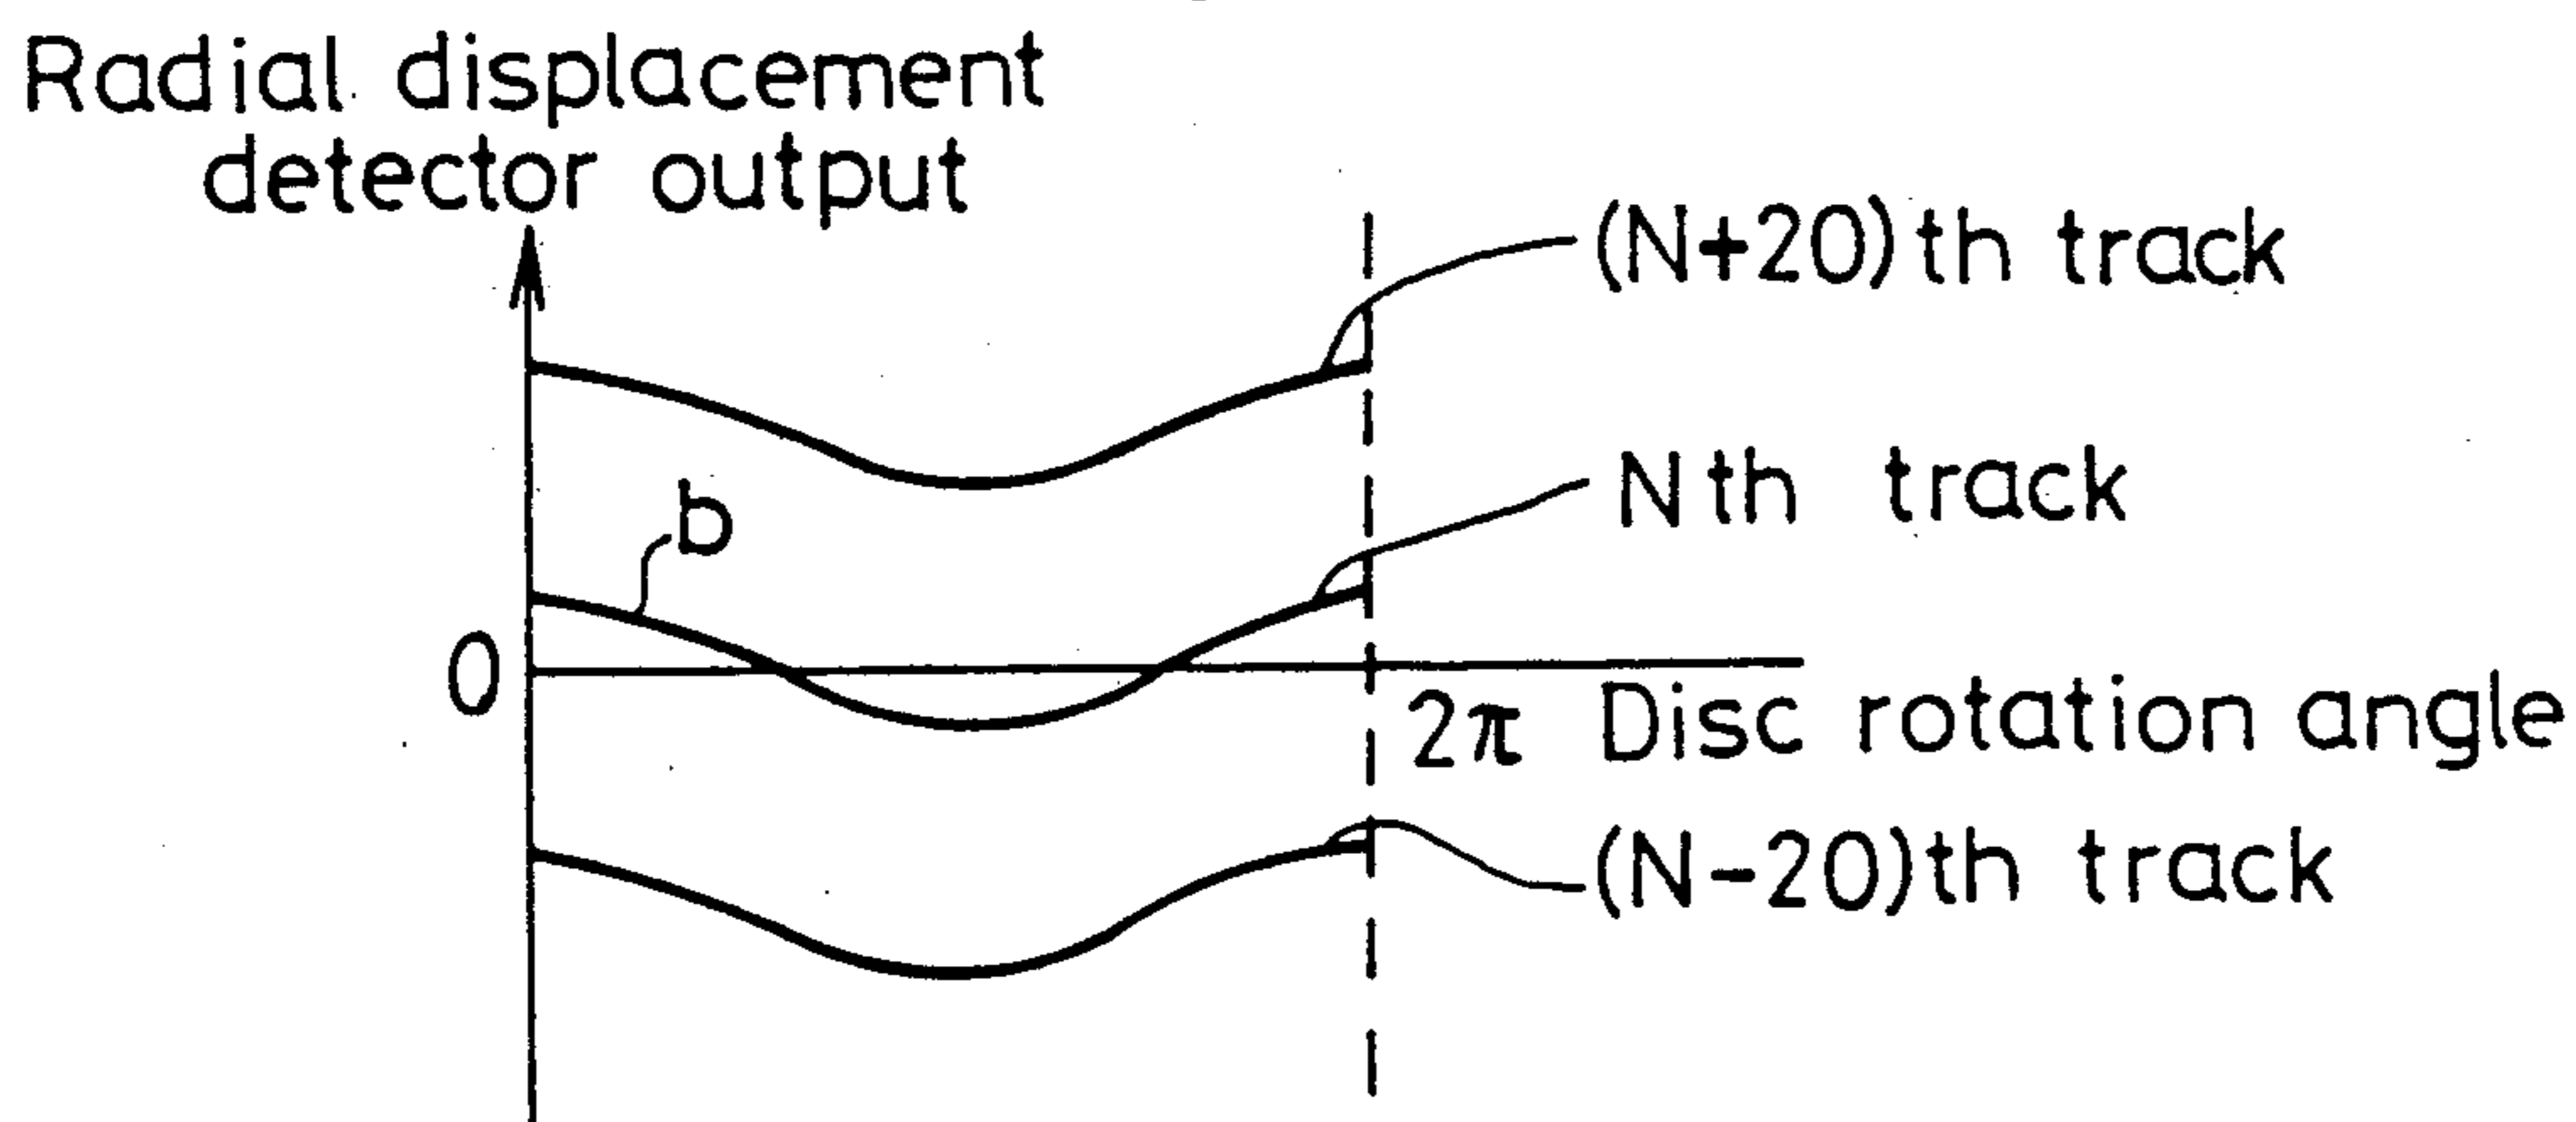 Radial displacement
detector output
(N+20)th track
Nth track
b
0
2π Disc rotation angle
(N-20)th track